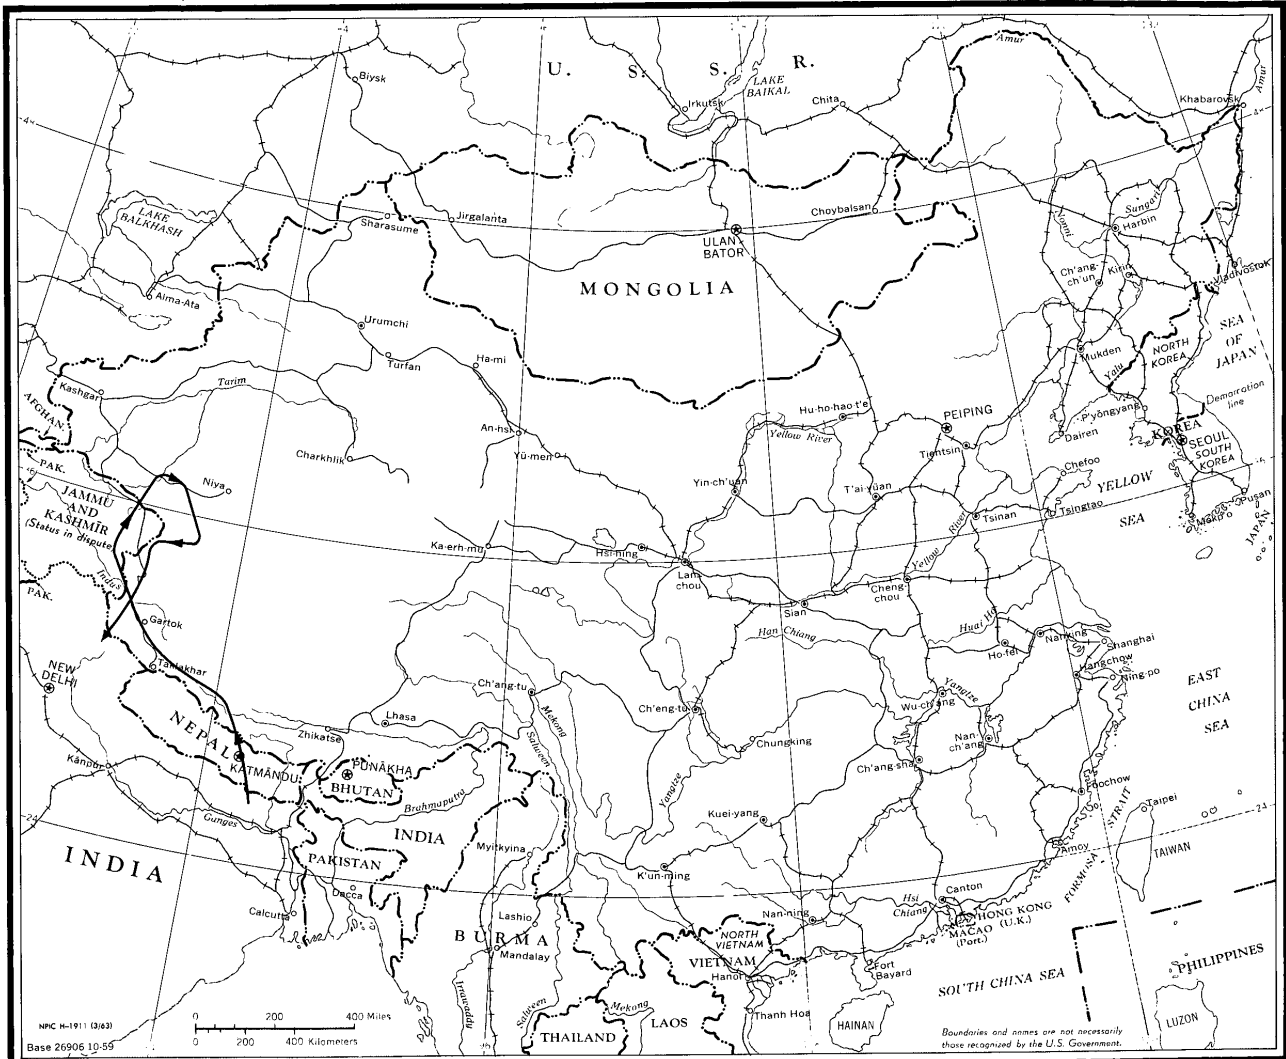 U. S. S. R.
Biysk
Irkutsk
LAKE
BAIKAL
Chita
Amur
Khabarovsk
Amur
LAKE
BALKHASH
Sharasume
Jirgalanta
ULAN
BATOR
Choybalsan
Nonni
Sungari
Harbin
MONGOLIA
Ch'ang-
ch'un
Kirin
Vladivostok
Alma-Ata
Urumchi
Turfan
Ha-mi
Mukden
Yalu
NORTH
KOREA
SEA
OF
JAPAN
Kashgar
Tarim
AFGHAN.
An-hsi
Hu-ho-hao-t'e
Yellow River
PEIPING
P'yŏngyang
Demarcation
line
Dairen
KOREA
SEOUL
SOUTH
KOREA
Charkhlik
Yü-men
Tientsin
Chefoo
PAK.
JAMMU
AND
KASHMĪR
(Status in dispute)
Niya
Yin-ch'uan
T'ai-yüan
YELLOW
SEA
Tsinan
Tsingtao
Pusan
Mokp'o
JAPAN
Ka-erh-mu
Hsi-ning
Lan-
chou
Yellow River
Cheng-
chou
Sian
Indus
PAK.
Gartok
Han Chiang
Huai Ho
Ho-fei
Nanking
Shanghai
Hangchow
Ning-po
NEW
DELHI
Taklakhar
Ch'ang-tu
Mekong
Salween
Ch'eng-tu
Yangtze
Wu-ch'ang
EAST
CHINA
SEA
NEPAL
Zhikatse
Lhasa
Chungking
Nan-
ch'ang
Kānpur
KATMĀNDU
PŪNĀKHA
BHUTAN
Brahmaputra
Yangtze
Ch'ang-sha
Foochow
Ganges
24
INDIA
Kuei-yang
STRAIT
Taipei
24
INDIA
PAKISTAN
Myitkyina
K'un-ming
Amoy
FORMOSA
TAIWAN
Dacca
Calcutta
Lashio
BURMA
Mandalay
Nan-ning
Hsi
Chiang
Canton
HONG KONG
(U.K.)
MACAO
(Port.)
NORTH
VIETNAM
VIETNAM
Hanoi
Fort
Bayard
SOUTH CHINA SEA
PHILIPPINES
Irrawaddy
Salween
Mekong
THAILAND
LAOS
Thanh Hoa
HAINAN
LUZON
NPIC H-1911 (3/63)
0 200 400 Miles
0 200 400 Kilometers
Base 26906 10-59
Boundaries and names are not necessarily
those recognized by the U.S. Government.